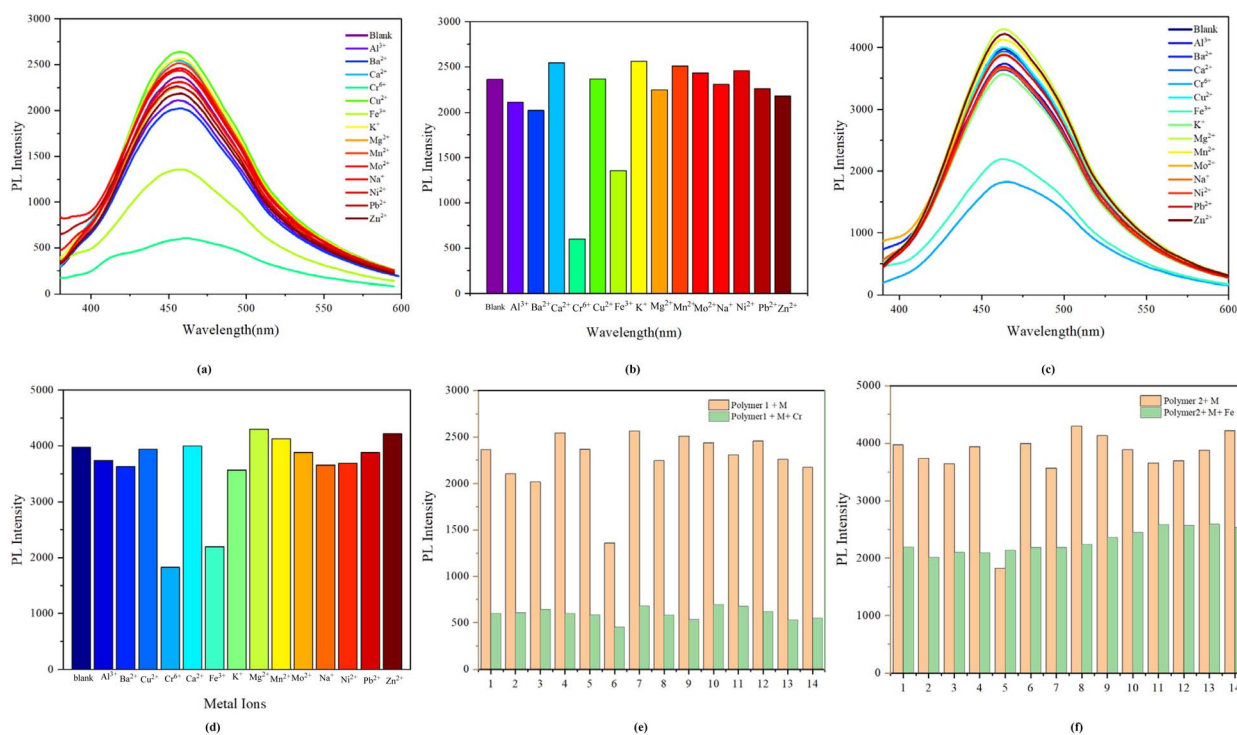 3000
2500
2000
1500
1000
500
0
PL Intensity
400
450
500
550
600
Wavelength(nm)
Blank
Al³⁺
Ba²⁺
Ca²⁺
Cr⁶⁺
Cu²⁺
Fe³⁺
K⁺
Mg²⁺
Mn²⁺
Mo²⁺
Na⁺
Ni²⁺
Pb²⁺
Zn²⁺
(a)
3000
2500
2000
1500
1000
500
0
PL Intensity
Blank Al³⁺ Ba²⁺ Ca²⁺ Cr⁶⁺ Cu²⁺ Fe³⁺ K⁺ Mg²⁺ Mn²⁺ Mo²⁺ Na⁺ Ni²⁺ Pb²⁺ Zn²⁺
Wavelength(nm)
(b)
4000
3000
2000
1000
0
PL Intensity
400
450
500
550
600
Wavelength(nm)
Blank
Al³⁺
Ba²⁺
Ca²⁺
Cr⁶⁺
Cu²⁺
Fe³⁺
K⁺
Mg²⁺
Mn²⁺
Mo²⁺
Na⁺
Ni²⁺
Pb²⁺
Zn²⁺
(c)
5000
4000
3000
2000
1000
0
PL Intensity
blank Al³⁺ Ba²⁺ Cu²⁺ Cr⁶⁺ Ca²⁺ Fe³⁺ K⁺ Mg²⁺ Mn²⁺ Mo²⁺ Na⁺ Ni²⁺ Pb²⁺ Zn²⁺
Metal Ions
(d)
3000
2500
2000
1500
1000
500
0
PL Intensity
Polymer 1 + M
Polymer1 + M+ Cr
1 2 3 4 5 6 7 8 9 10 11 12 13 14
(e)
5000
4000
3000
2000
1000
0
PL Intensity
Polymer 2+ M
Polymer2+ M+ Fe
1 2 3 4 5 6 7 8 9 10 11 12 13 14
(f)